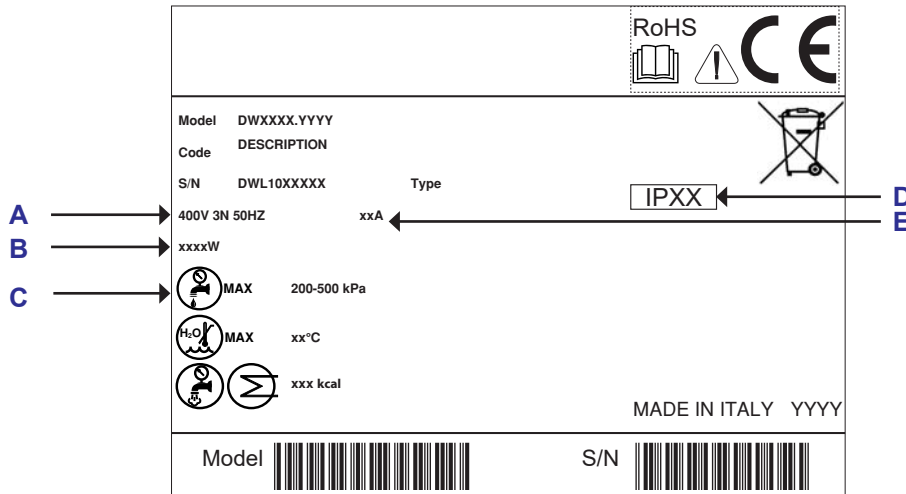 RoHS
CE
Model DWXXXX.YYYY
Code DESCRIPTION
S/N DWL10XXXXX Type
IPXX
D
A
400V 3N 50HZ xxA
E
B
xxxxW
C
MAX 200-500 kPa
H₂O
MAX xx°C
xxx kcal
MADE IN ITALY YYYY
Model
S/N